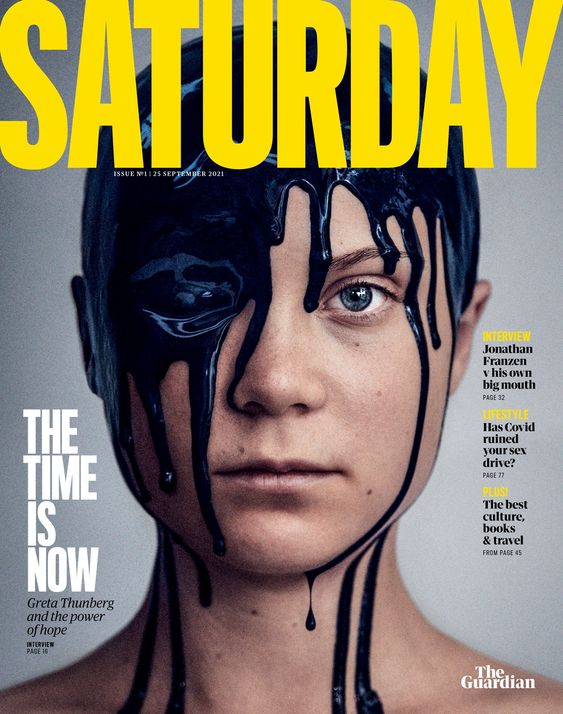 SATURDAY
ISSUE Nº1 | 25 SEPTEMBER 2021
THE
TIME
IS
NOW
Greta Thunberg
and the power
of hope
INTERVIEW
PAGE 16
INTERVIEW
Jonathan
Franzen
v his own
big mouth
PAGE 32
LIFESTYLE
Has Covid
ruined
your sex
drive?
PAGE 77
PLUS!
The best
culture,
books
& travel
FROM PAGE 45
The
Guardian